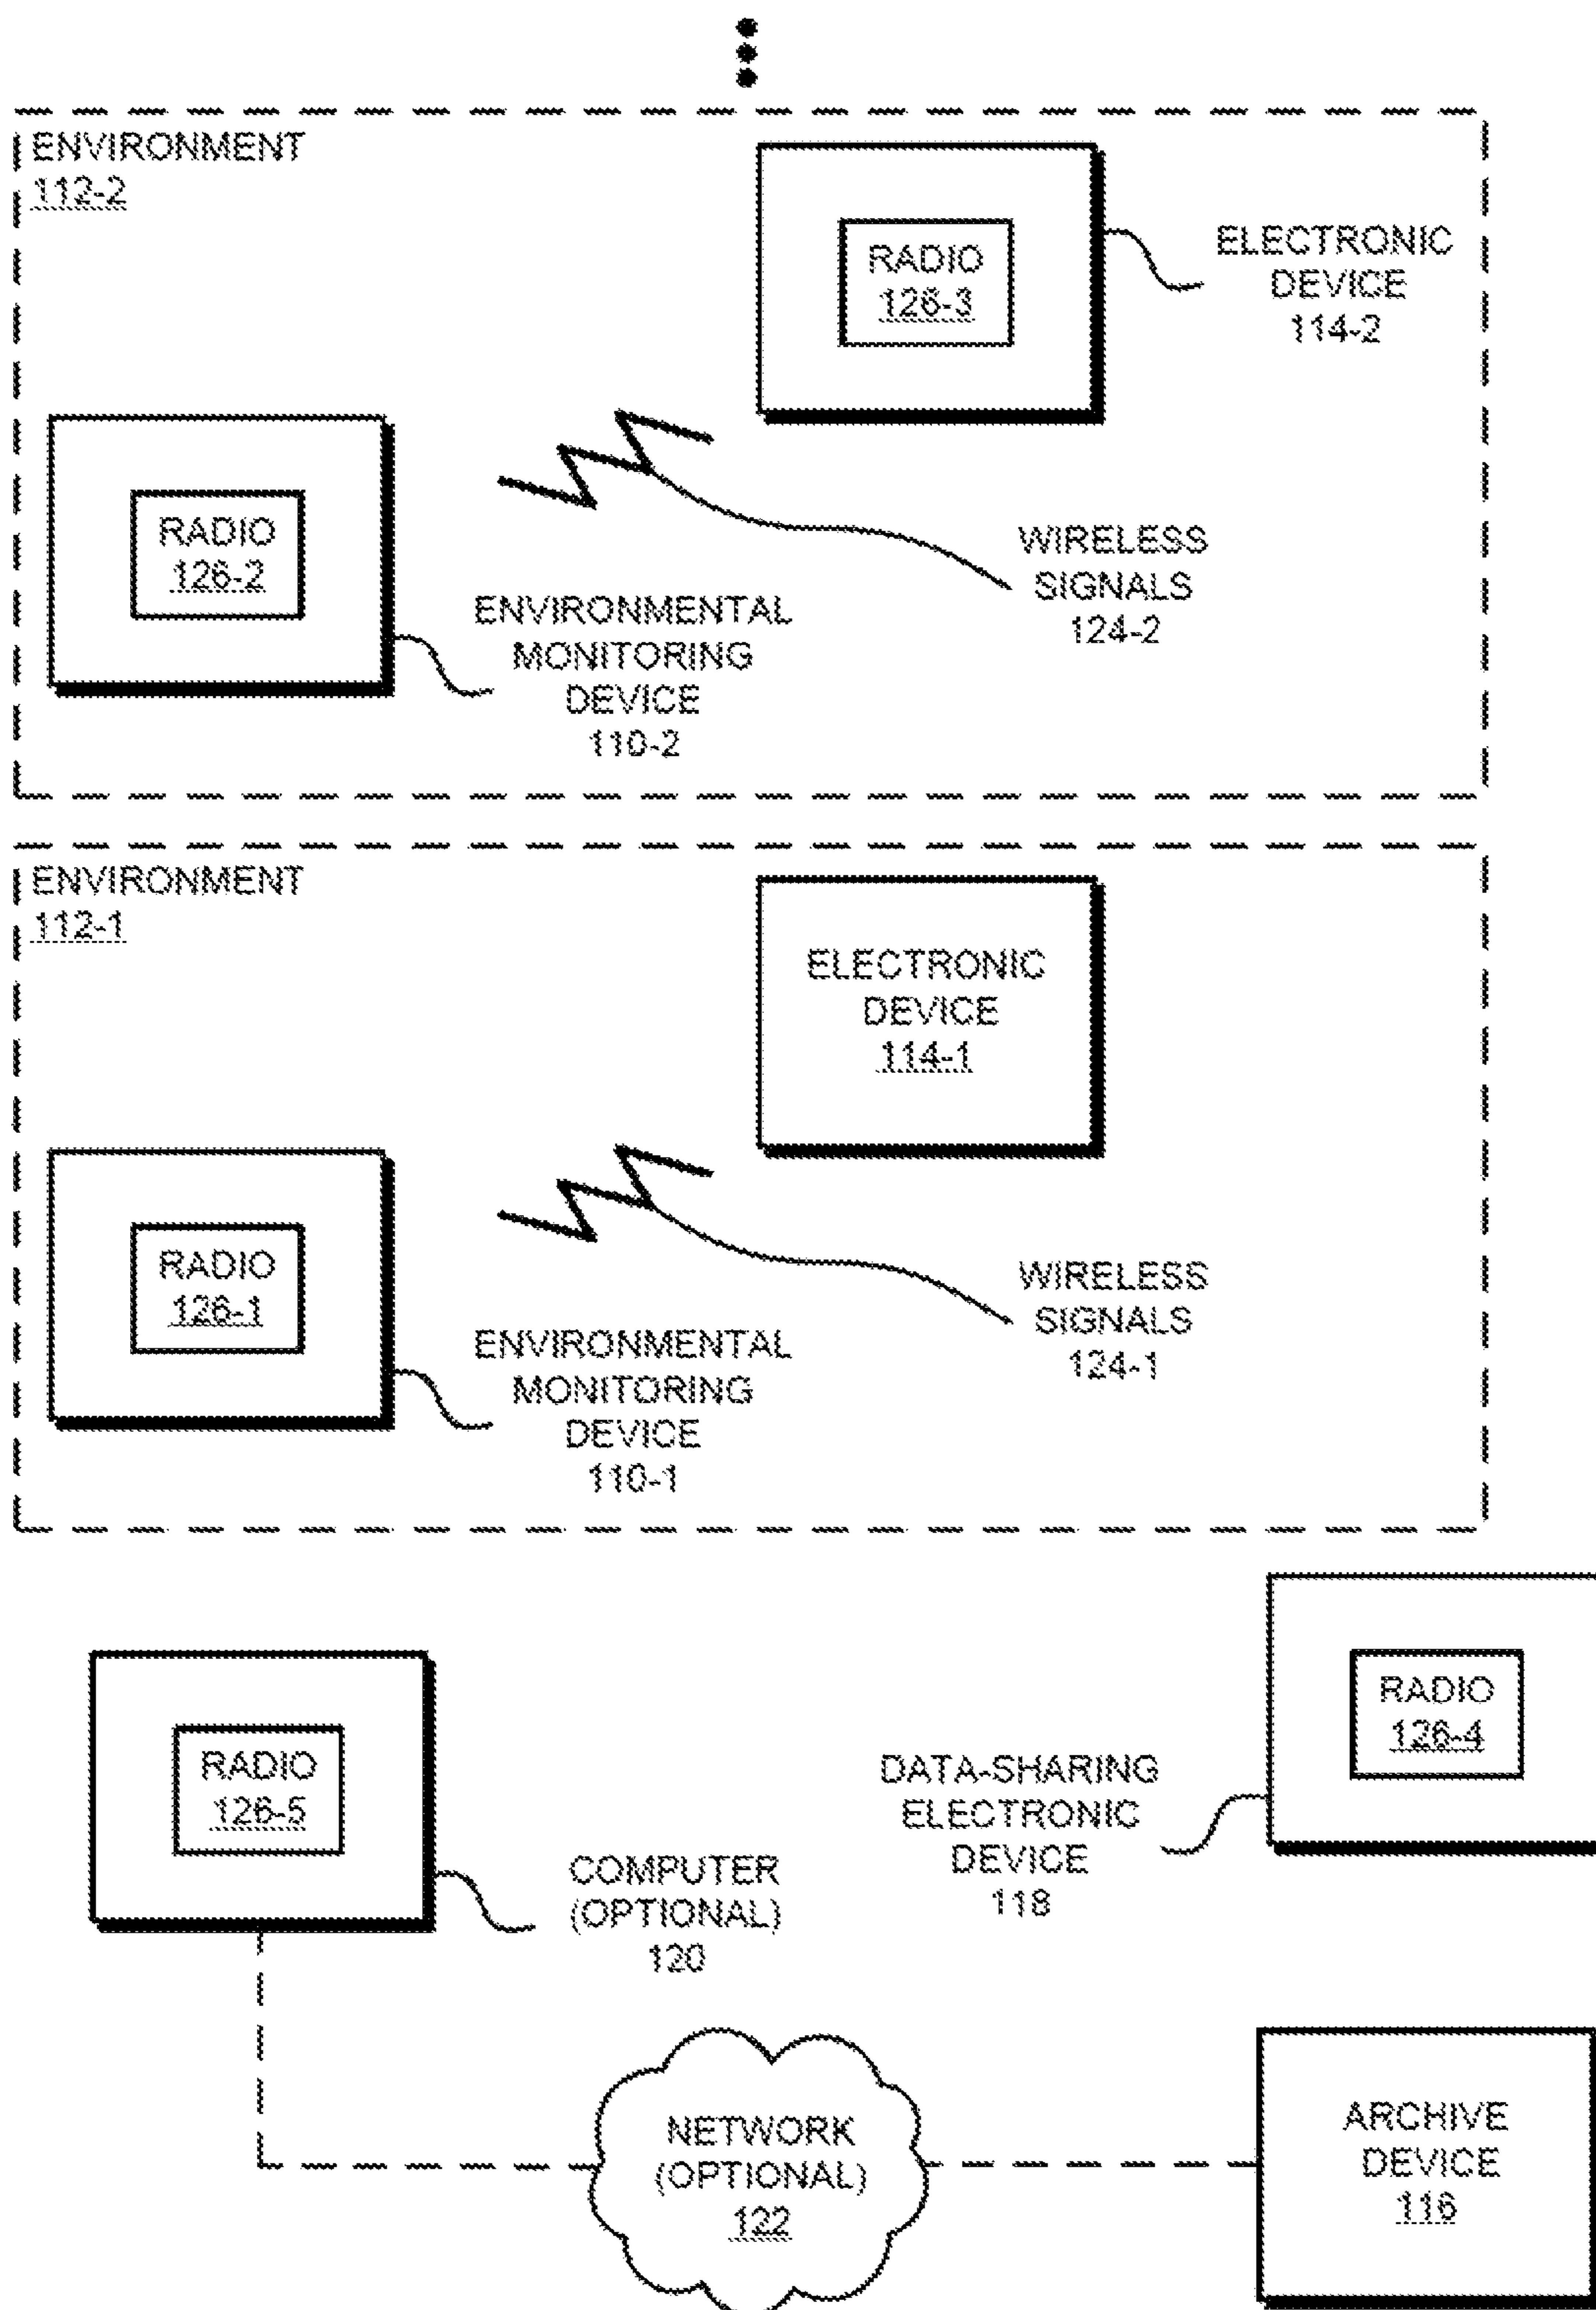 ENVIRONMENT
112-2
RADIO
126-3
ELECTRONIC
DEVICE
114-2
RADIO
126-2
WIRELESS
SIGNALS
124-2
ENVIRONMENTAL
MONITORING
DEVICE
110-2
ENVIRONMENT
112-1
ELECTRONIC
DEVICE
114-1
RADIO
126-1
WIRELESS
SIGNALS
124-1
ENVIRONMENTAL
MONITORING
DEVICE
110-1
RADIO
126-4
RADIO
126-5
DATA-SHARING
ELECTRONIC
DEVICE
118
COMPUTER
(OPTIONAL)
120
NETWORK
(OPTIONAL)
122
ARCHIVE
DEVICE
116